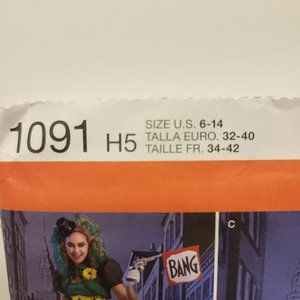 1091 H5
SIZE U.S. 6-14
TALLA EURO. 32-40
TAILLE FR. 34-42
BANG
C